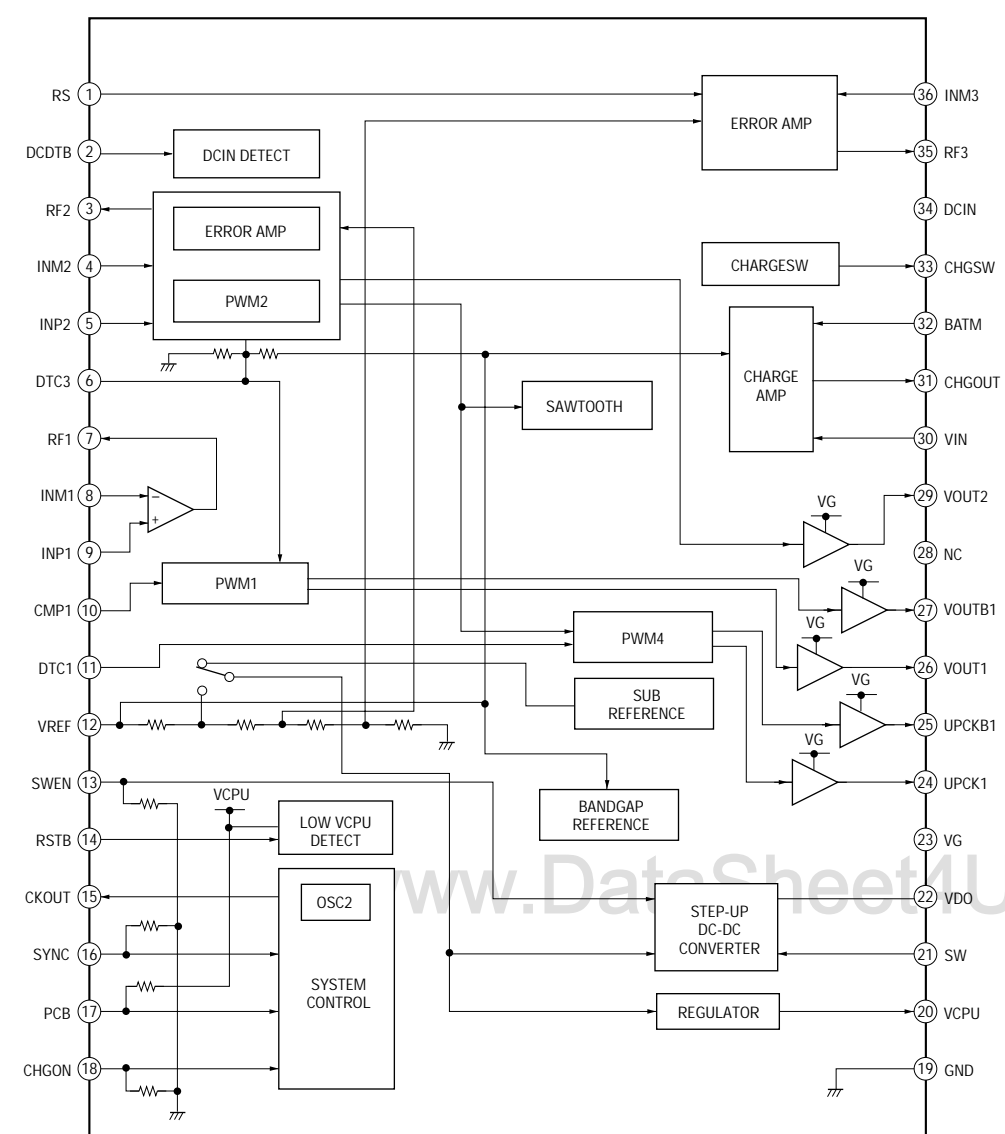 RS 1
ERROR AMP
36 INM3
DCDTB 2
DCIN DETECT
35 RF3
RF2 3
ERROR AMP
34 DCIN
INM2 4
PWM2
CHARGESW
33 CHGSW
INP2 5
32 BATM
DTC3 6
CHARGE
AMP
31 CHGOUT
SAWTOOTH
RF1 7
30 VIN
INM1 8
−
+
VG
29 VOUT2
INP1 9
28 NC
PWM1
VG
CMP1 10
27 VOUTB1
VG
PWM4
DTC1 11
26 VOUT1
SUB
REFERENCE
VG
VREF 12
25 UPCKB1
VG
SWEN 13
24 UPCK1
VCPU
BANDGAP
REFERENCE
LOW VCPU
DETECT
RSTB 14
23 VG
www.DataSheet4U
CKOUT 15
OSC2
22 VDO
STEP-UP
DC-DC
CONVERTER
SYNC 16
21 SW
SYSTEM
CONTROL
PCB 17
REGULATOR
20 VCPU
CHGON 18
19 GND